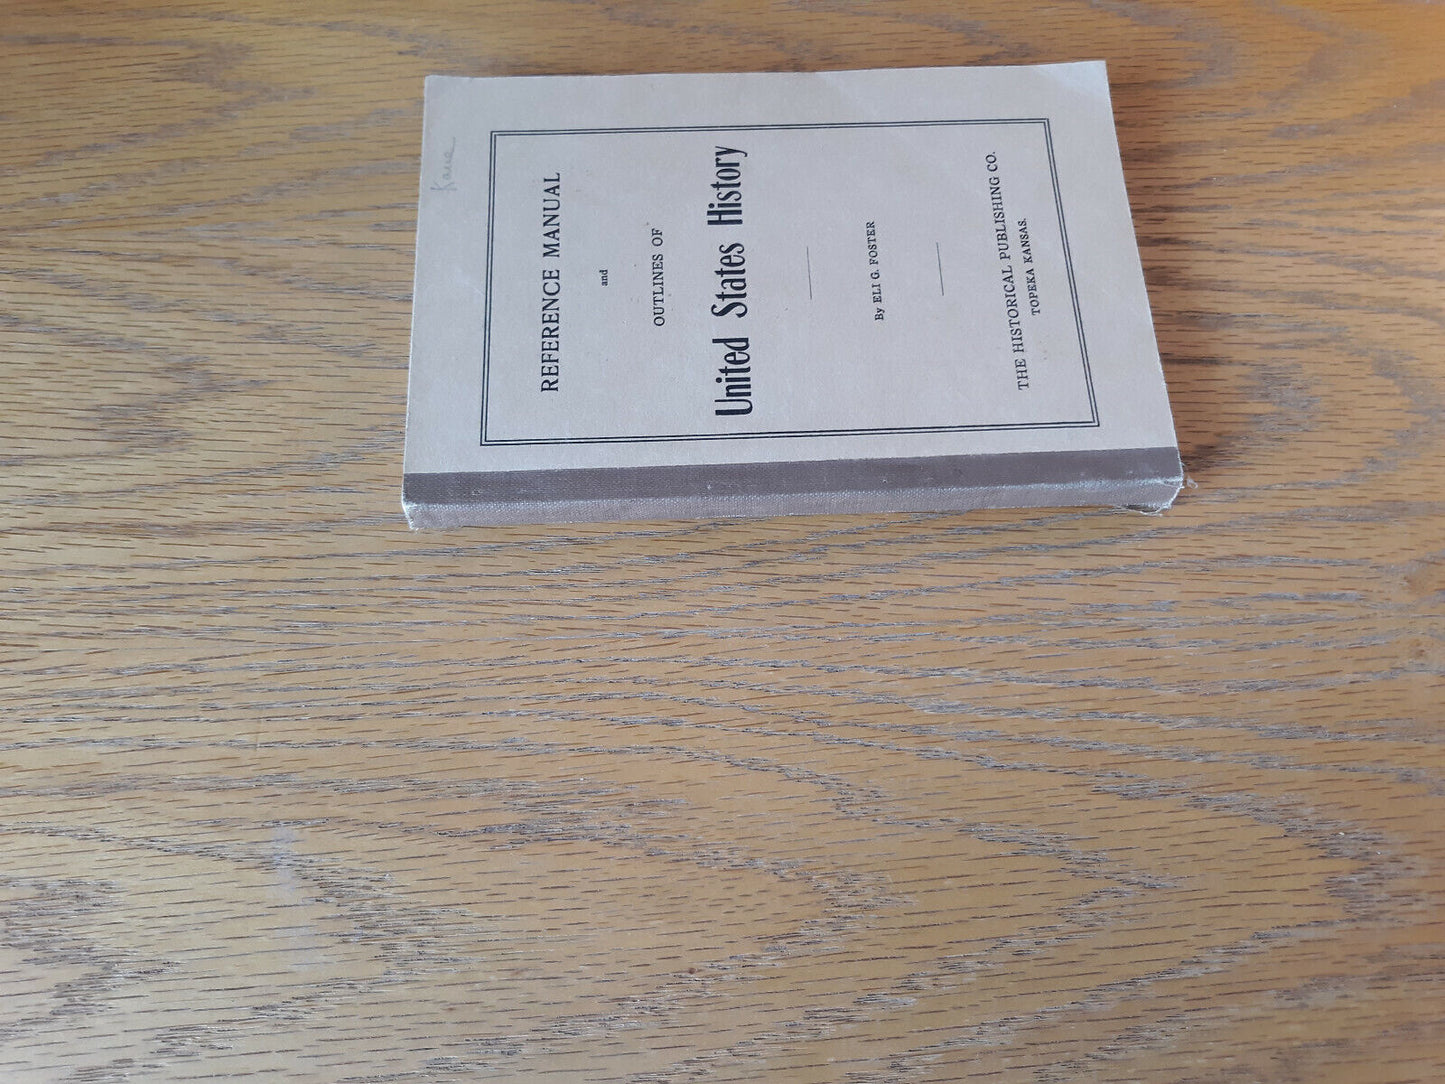 REFERENCE MANUAL
and
OUTLINES OF
United States History
By ELI G. FOSTER
THE HISTORICAL PUBLISHING CO.
TOPEKA KANSAS.